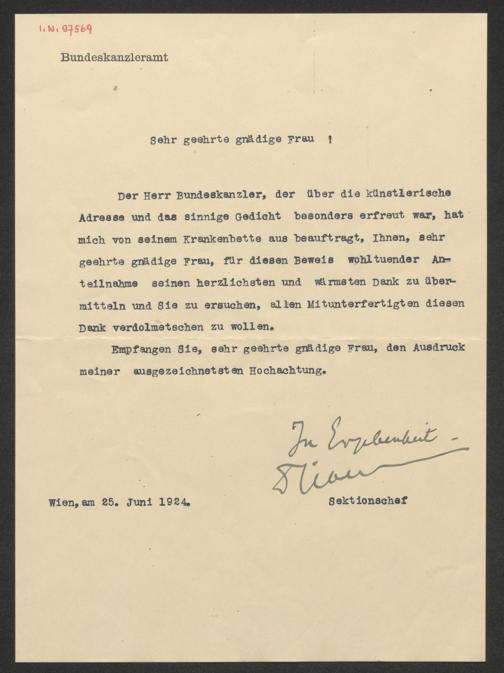 I.N. 97569
Bundeskanzleramt
Sehr geehrte gnädige Frau !
Der Herr Bundeskanzler, der über die künstlerische
Adresse und das sinnige Gedicht besonders erfreut war, hat
mich von seinem Krankenbette aus beauftragt, Ihnen, sehr
geehrte gnädige Frau, für diesen Beweis wohltuender An-
teilnahme seinen herzlichsten und wärmsten Dank zu über-
mitteln und Sie zu ersuchen, allen Mitunterfertigten diesen
Dank verdolmetschen zu wollen.
Empfangen Sie, sehr geehrte gnädige Frau, den Ausdruck
meiner ausgezeichnetsten Hochachtung.
In Ergebenheit
Wien, am 25. Juni 1924.
Sektionschef